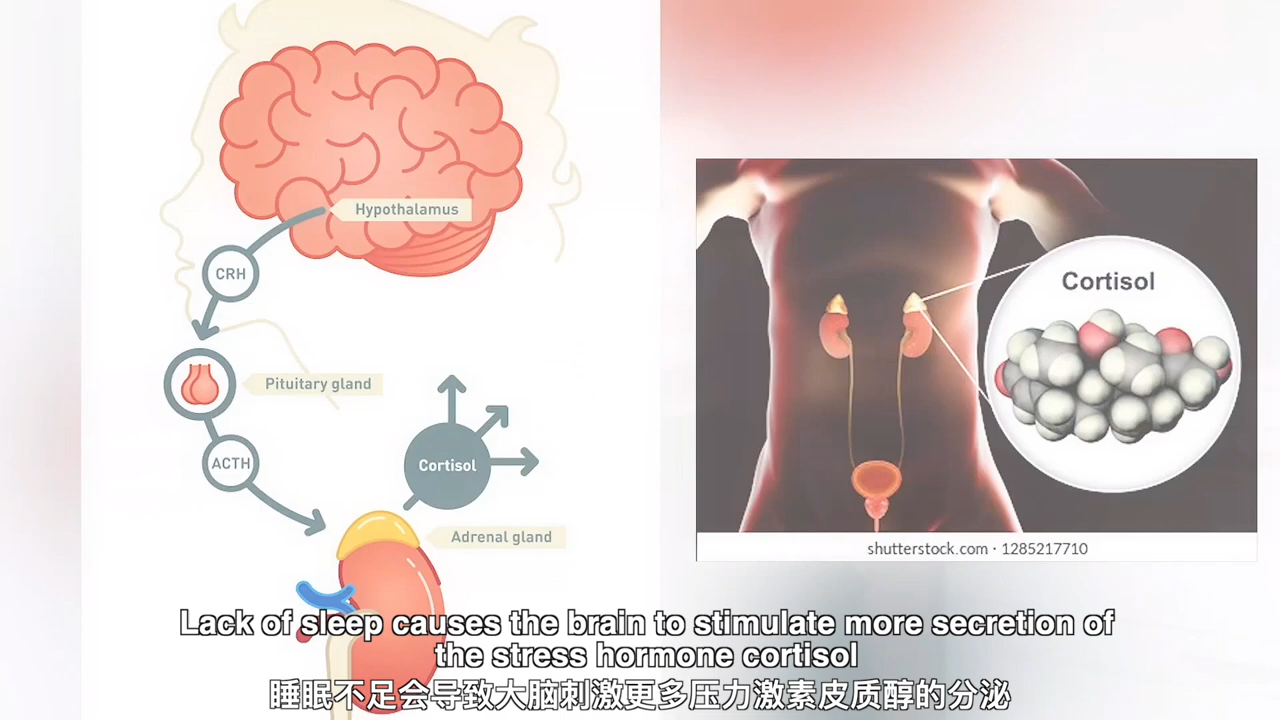 Hypothalamus
CRH
Pituitary gland
ACTH
Cortisol
Adrenal gland
Cortisol
shutterstock.com · 1285217710
Lack of sleep causes the brain to stimulate more secretion of
the stress hormone cortisol
睡眠不足会导致大脑刺激更多压力激素皮质醇的分泌